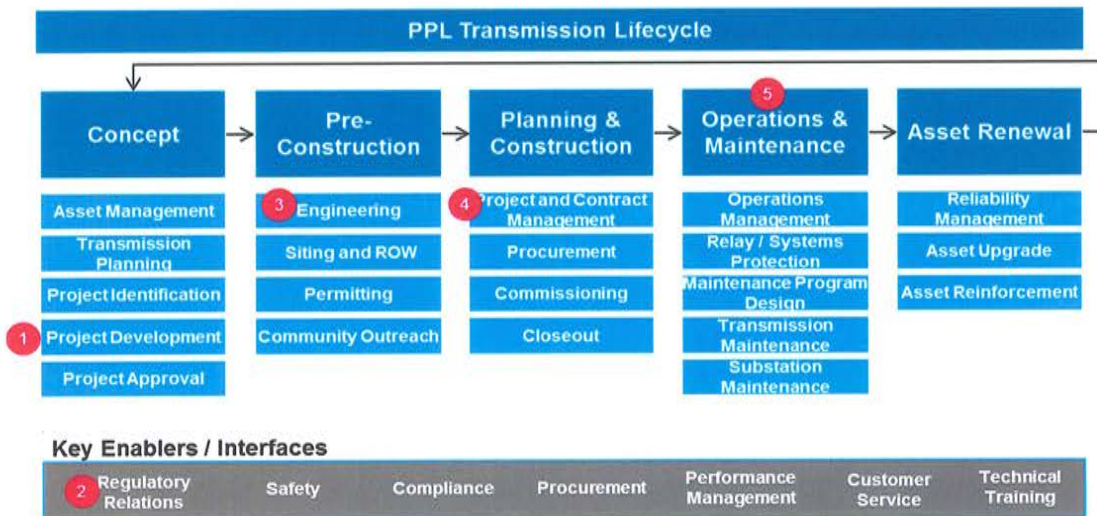 PPL Transmission Lifecycle
Concept
Pre-
Construction
Planning &
Construction
5
Operations &
Maintenance
Asset Renewal
Asset Management
Transmission
Planning
Project Identification
1
Project Development
Project Approval
3
Engineering
Siting and ROW
Permitting
Community Outreach
4
Project and Contract
Management
Procurement
Commissioning
Closeout
Operations
Management
Relay / Systems
Protection
Maintenance Program
Design
Transmission
Maintenance
Substation
Maintenance
Reliability
Management
Asset Upgrade
Asset Reinforcement
Key Enablers / Interfaces
2
Regulatory
Relations
Safety
Compliance
Procurement
Performance
Management
Customer
Service
Technical
Training